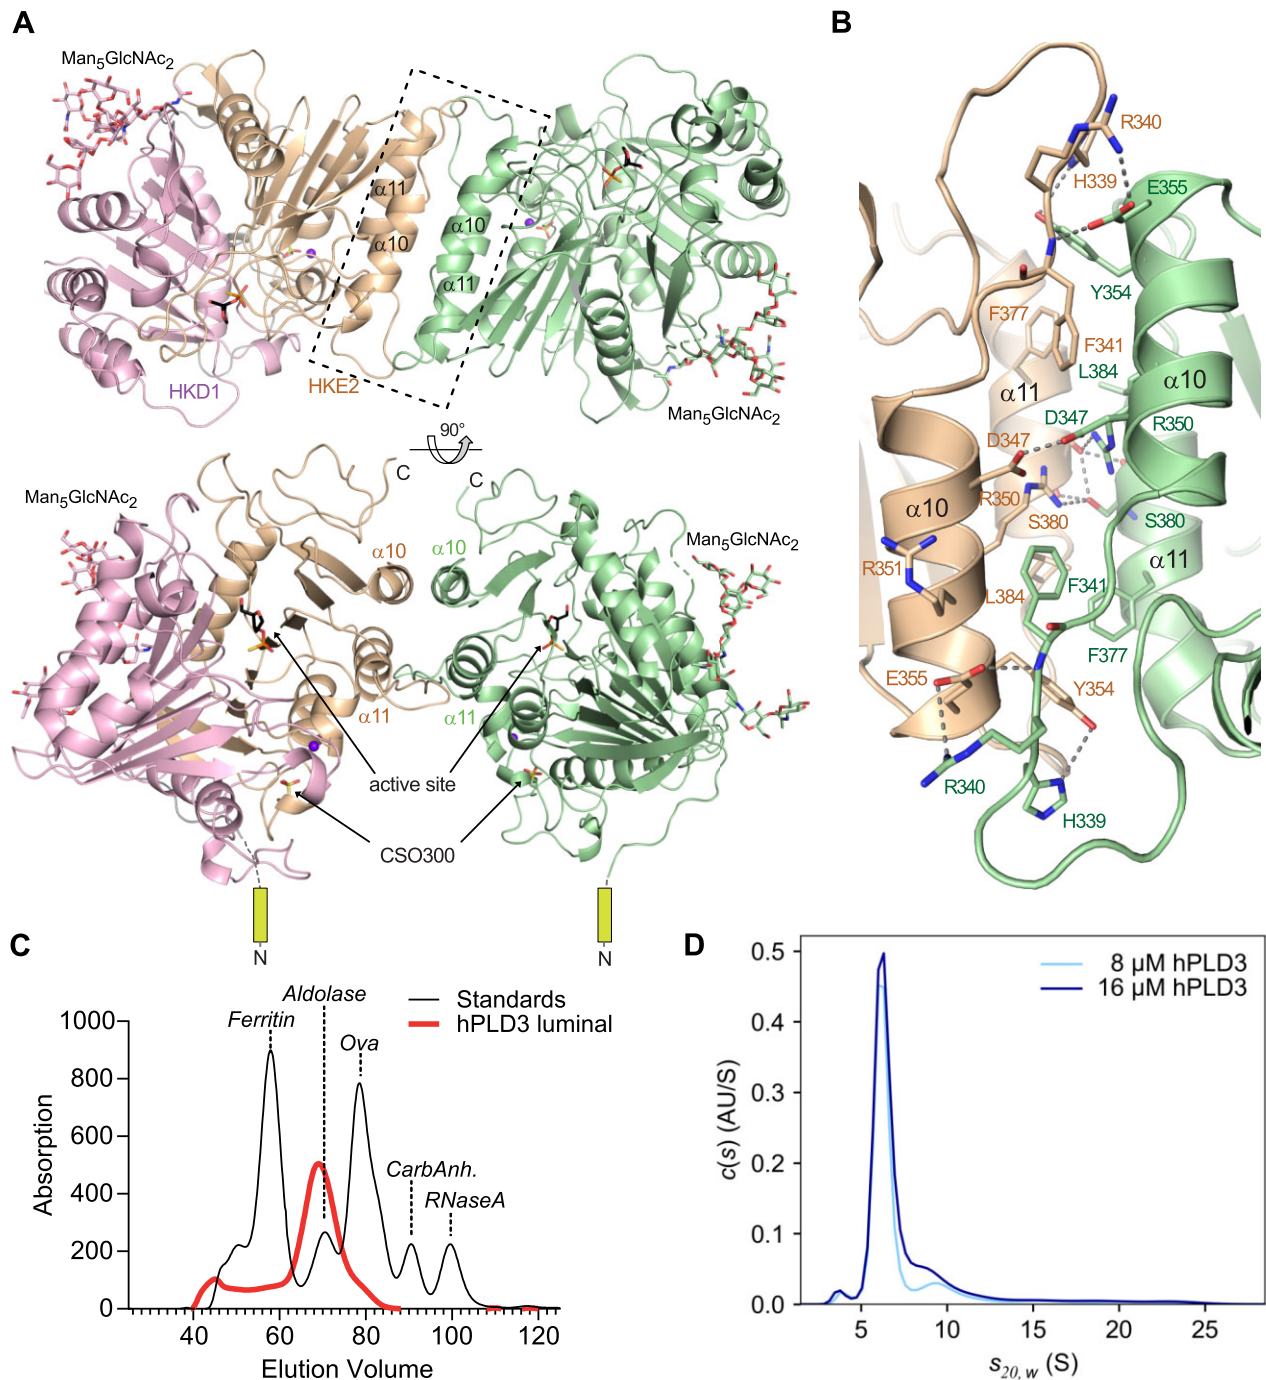 A
Man5GlcNAc2
α11
α10
α10
α11
HKD1
HKE2
Man5GlcNAc2
90°
C
C
Man5GlcNAc2
α10
α10
Man5GlcNAc2
α11
α11
active site
CSO300
N
N
B
R340
H339
E355
Y354
F377
F341
L384
α10
α11
D347
R350
D347
R350
α10
S380
S380
α11
R351
L384
F341
F377
E355
Y354
R340
H339
C
Aldolase
Standards
Ferritin
hPLD3 luminal
Ova
CarbAnh.
RNaseA
Absorption
1000
800
600
400
200
0
40
60
80
100
120
Elution Volume
D
8 µM hPLD3
16 µM hPLD3
c(s) (AU/S)
0.5
0.4
0.3
0.2
0.1
0.0
5
10
15
20
25
s20, w (S)